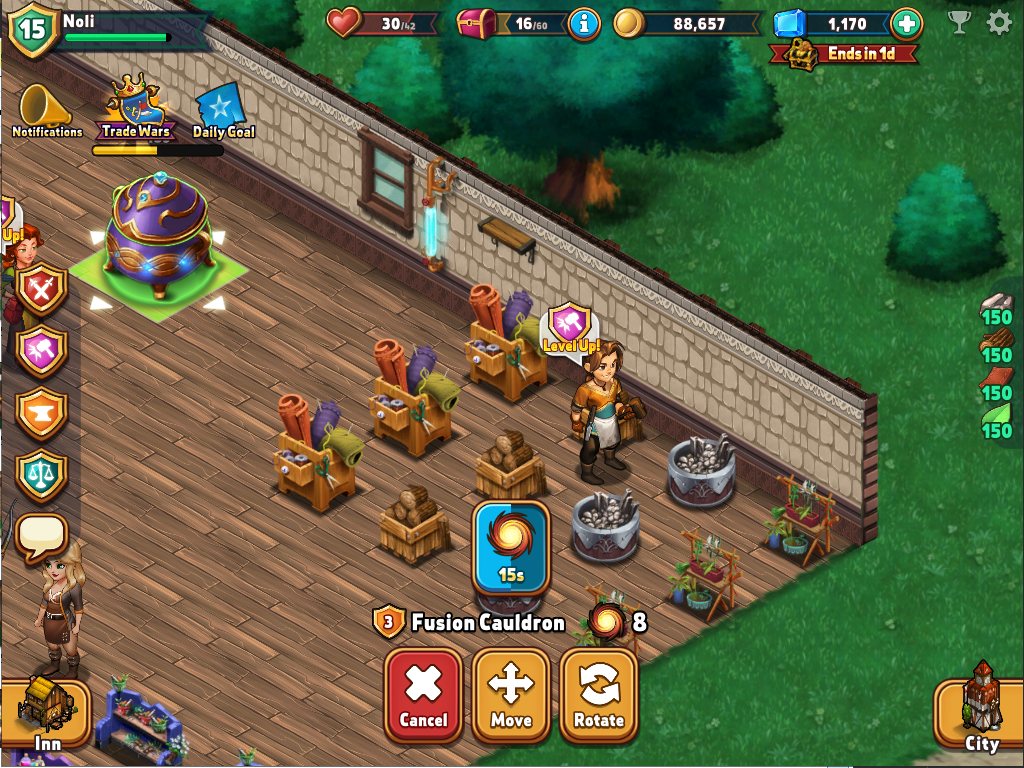 15
Noli
30/42
16/60
88,657
1,170
Ends in 1d
Notifications
Trade Wars
Daily Goal
Up!
Level Up!
150
150
150
150
15s
3 Fusion Cauldron 8
Cancel
Move
Rotate
Inn
City